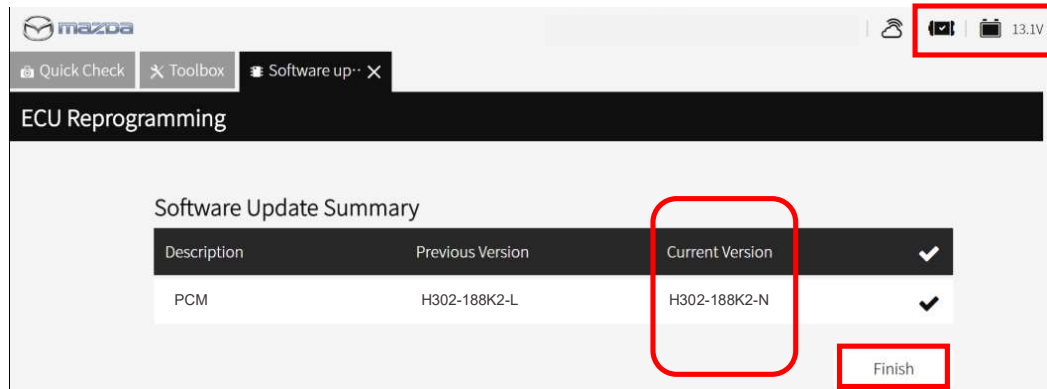 mazda
13.1V
Quick Check Toolbox Software up··
ECU Reprogramming
Software Update Summary
Description Previous Version Current Version
PCM H302-188K2-L H302-188K2-N
Finish